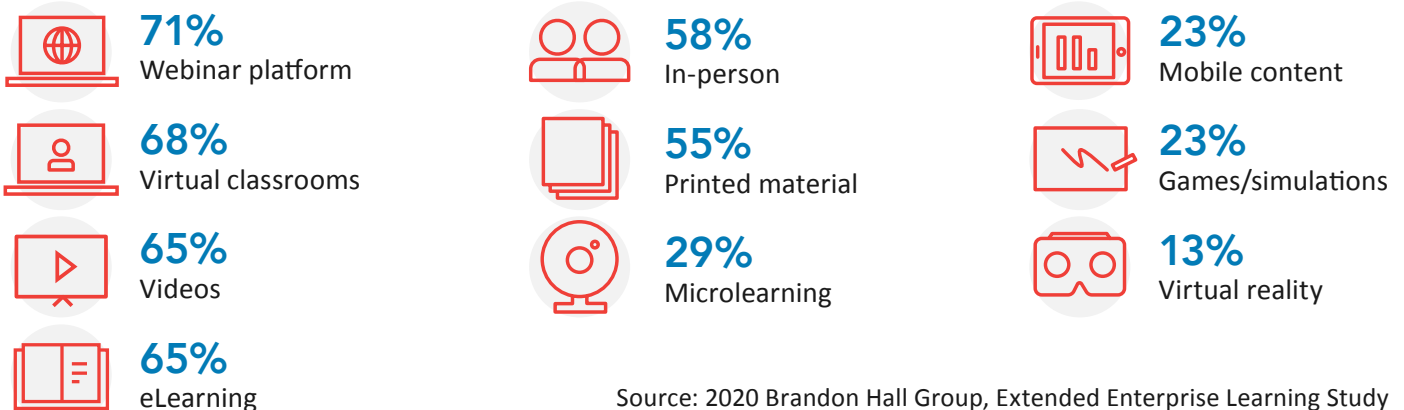 71%
Webinar platform
68%
Virtual classrooms
65%
Videos
65%
eLearning
58%
In-person
55%
Printed material
29%
Microlearning
23%
Mobile content
23%
Games/simulations
13%
Virtual reality
Source: 2020 Brandon Hall Group, Extended Enterprise Learning Study